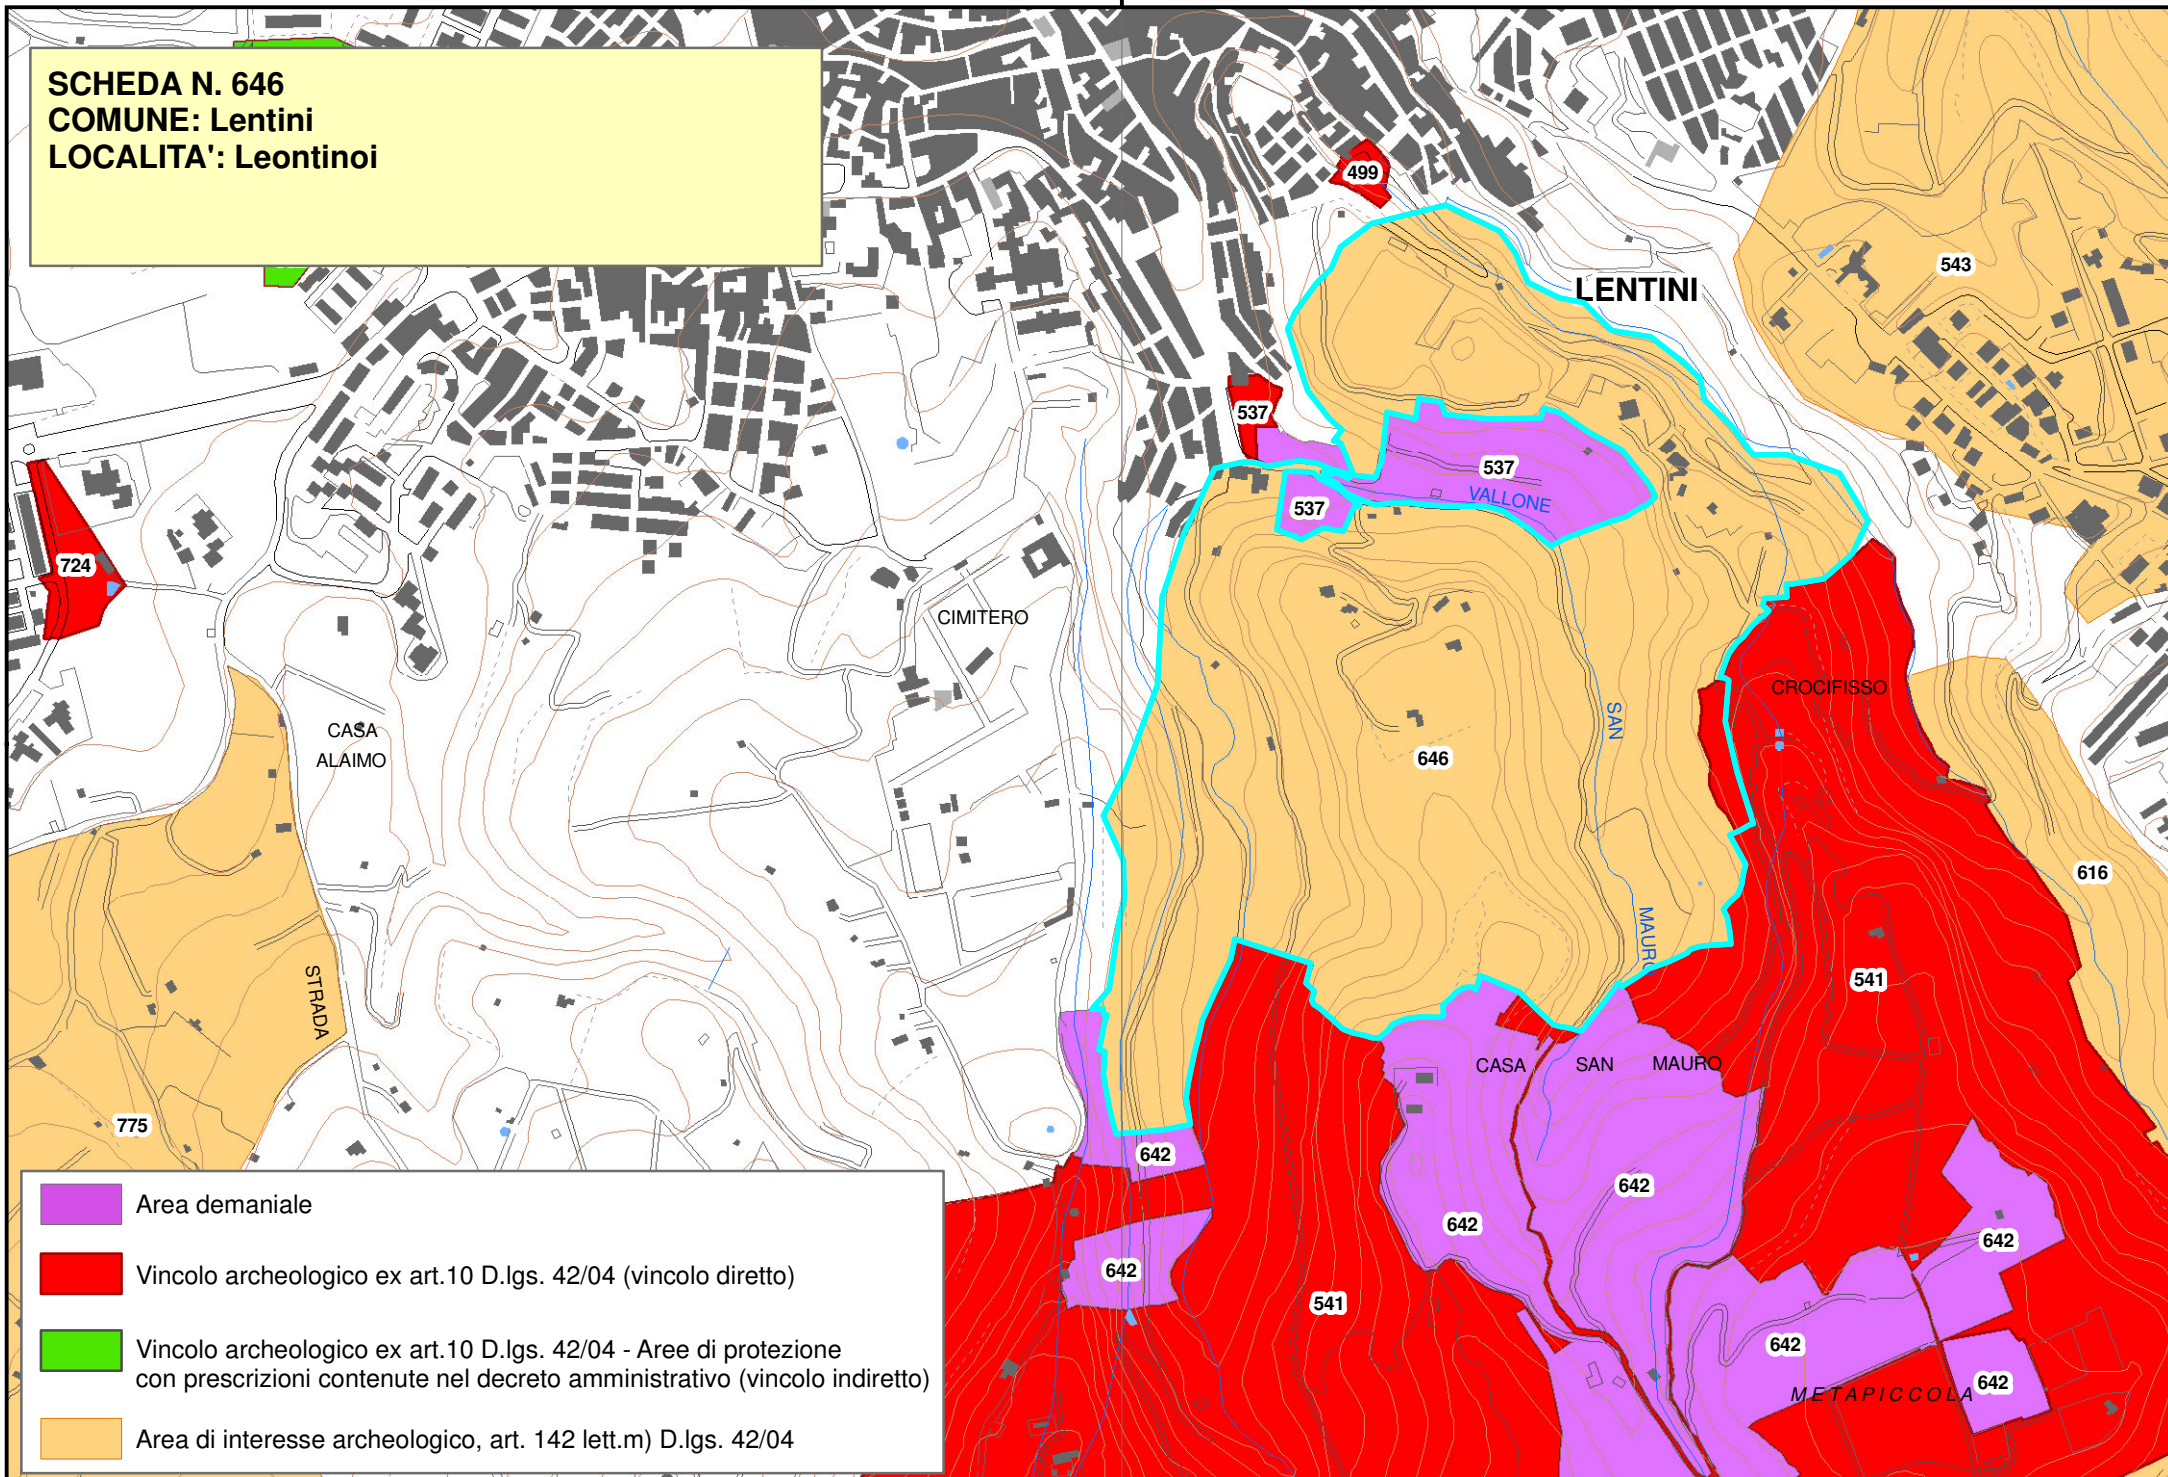 SCHEDA N. 646
COMUNE: Lentini
LOCALITA': Leontinoi
499
LENTINI
543
537
537
VALLONE
537
724
CIMITERO
CROCIFISSO
SAN
CASA
ALAIMO
646
616
MAURO
STRADA
541
CASA SAN MAURO
775
642
642
642
642
642
541
642
METAPICCOLA
642
Area demaniale
Vincolo archeologico ex art.10 D.lgs. 42/04 (vincolo diretto)
Vincolo archeologico ex art.10 D.lgs. 42/04 - Aree di protezione
con prescrizioni contenute nel decreto amministrativo (vincolo indiretto)
Area di interesse archeologico, art. 142 lett.m) D.lgs. 42/04